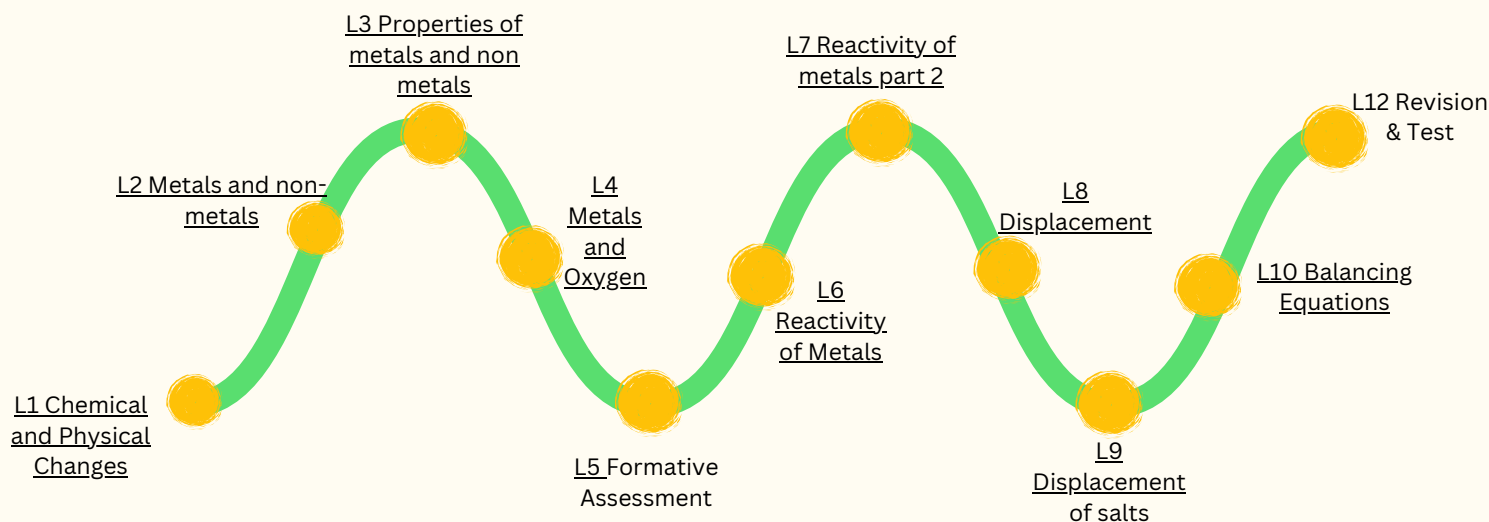 L1 Chemical
and Physical
Changes
L2 Metals and non-
metals
L3 Properties of
metals and non
metals
L4
Metals
and
Oxygen
L5 Formative
Assessment
L6
Reactivity
of Metals
L7 Reactivity of
metals part 2
L8
Displacement
L9
Displacement
of salts
L10 Balancing
Equations
L12 Revision
& Test